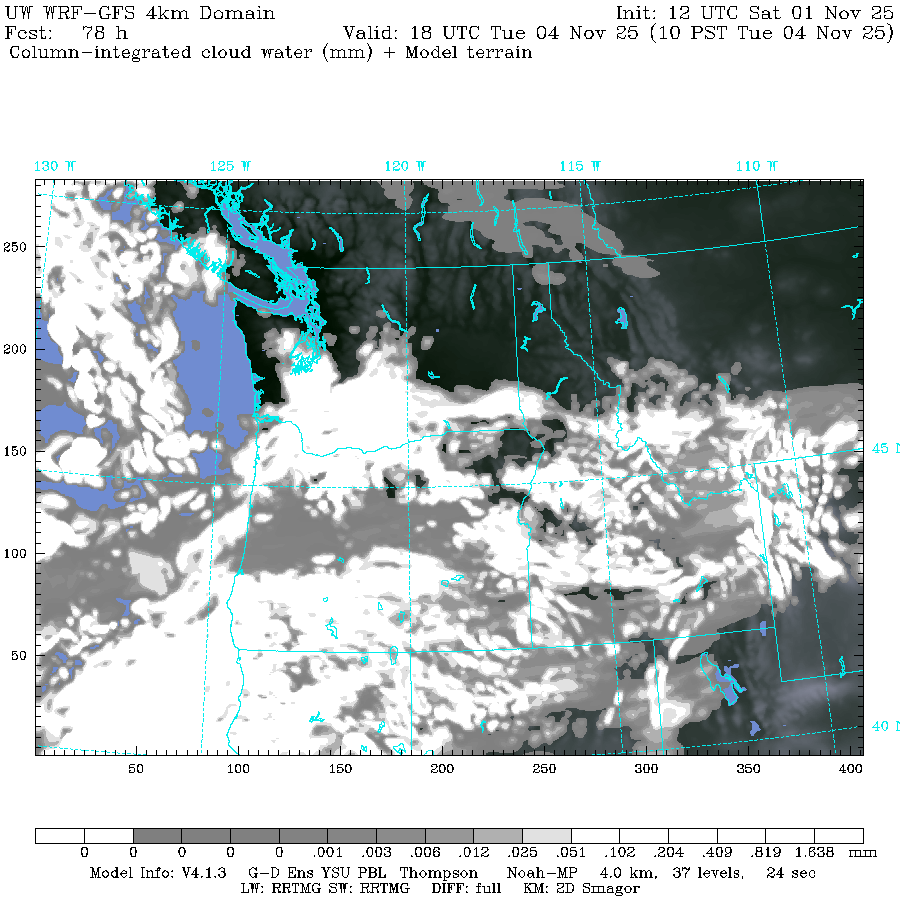 UW WRF-GFS 4km Domain Init: 12 UTC Sat 01 Nov 25
Fcst: 78 h Valid: 18 UTC Tue 04 Nov 25 (10 PST Tue 04 Nov 25)
Column-integrated cloud water (mm) + Model terrain
130 W 125 W 120 W 115 W 110 W
250
200
150
45 N
100
50
40 N
50 100 150 200 250 300 350 400
0 0 0 0 0 .001 .003 .006 .012 .025 .051 .102 .204 .409 .819 1.638 mm
Model Info: V4.1.3 G-D Ens YSU PBL Thompson Noah-MP 4.0 km, 37 levels, 24 sec
LW: RRTMG SW: RRTMG DIFF: full KM: 2D Smagor